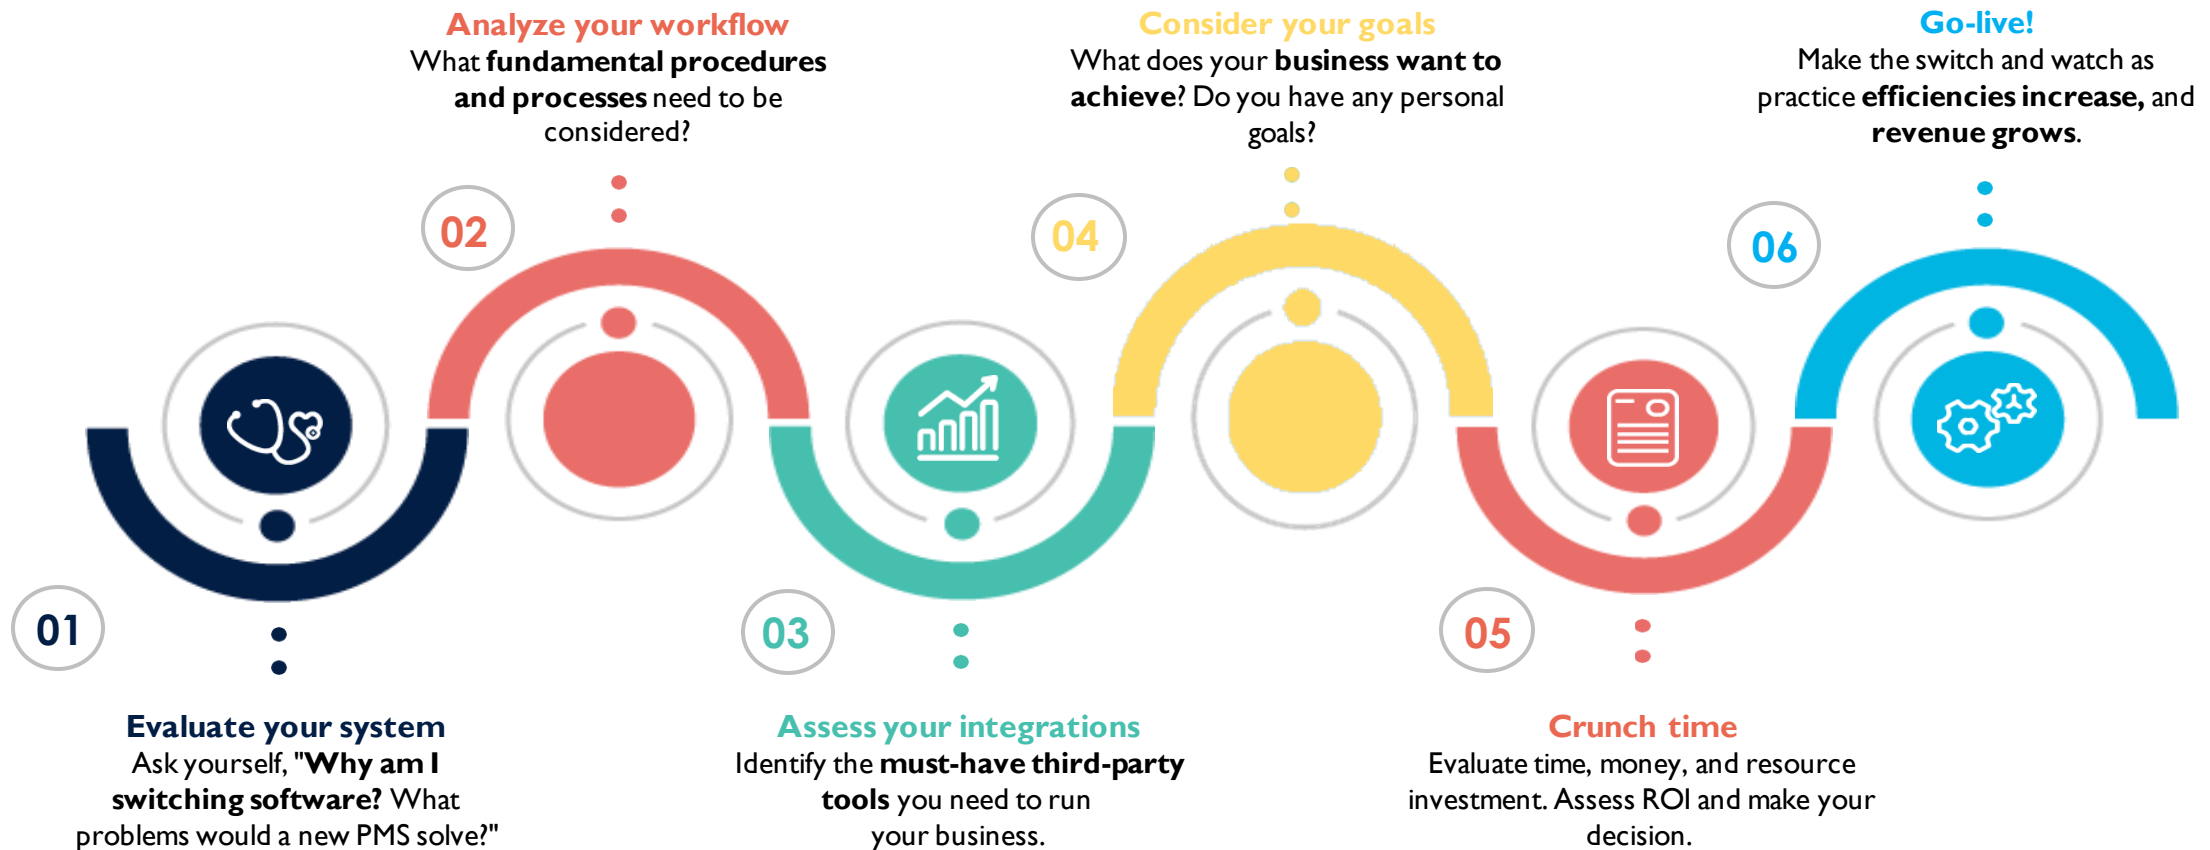 01
Evaluate your system
Ask yourself, "Why am I
switching software? What
problems would a new PMS solve?"
02
Analyze your workflow
What fundamental procedures
and processes need to be
considered?
03
Assess your integrations
Identify the must-have third-party
tools you need to run
your business.
04
Consider your goals
What does your business want to
achieve? Do you have any personal
goals?
05
Crunch time
Evaluate time, money, and resource
investment. Assess ROI and make your
decision.
06
Go-live!
Make the switch and watch as
practice efficiencies increase, and
revenue grows.